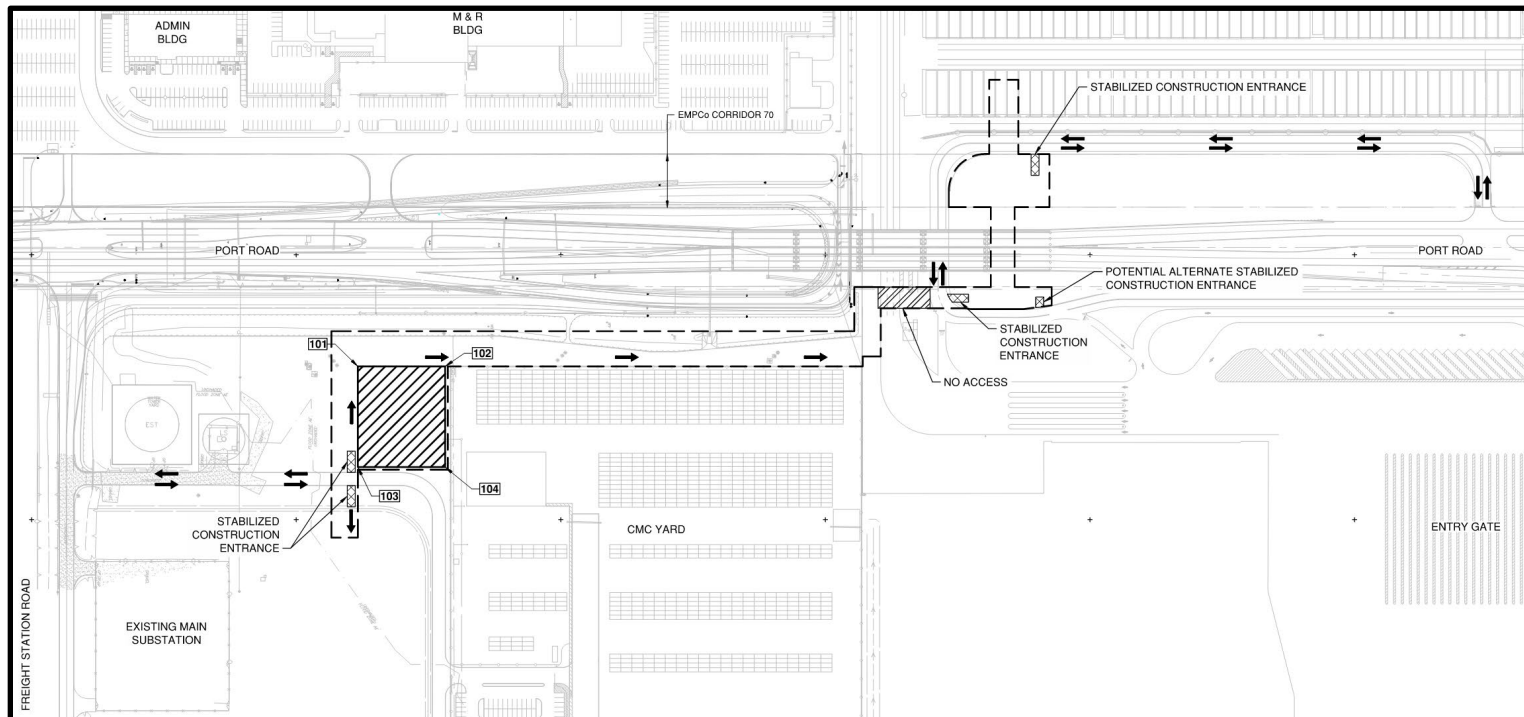 ADMIN
BLDG
M & R
BLDG
STABILIZED CONSTRUCTION ENTRANCE
EMPCo CORRIDOR 70
PORT ROAD
PORT ROAD
POTENTIAL ALTERNATE STABILIZED
CONSTRUCTION ENTRANCE
STABILIZED
CONSTRUCTION
ENTRANCE
NO ACCESS
101
102
103
104
STABILIZED
CONSTRUCTION
ENTRANCE
CMC YARD
ENTRY GATE
EXISTING MAIN
SUBSTATION
FREIGHT STATION ROAD